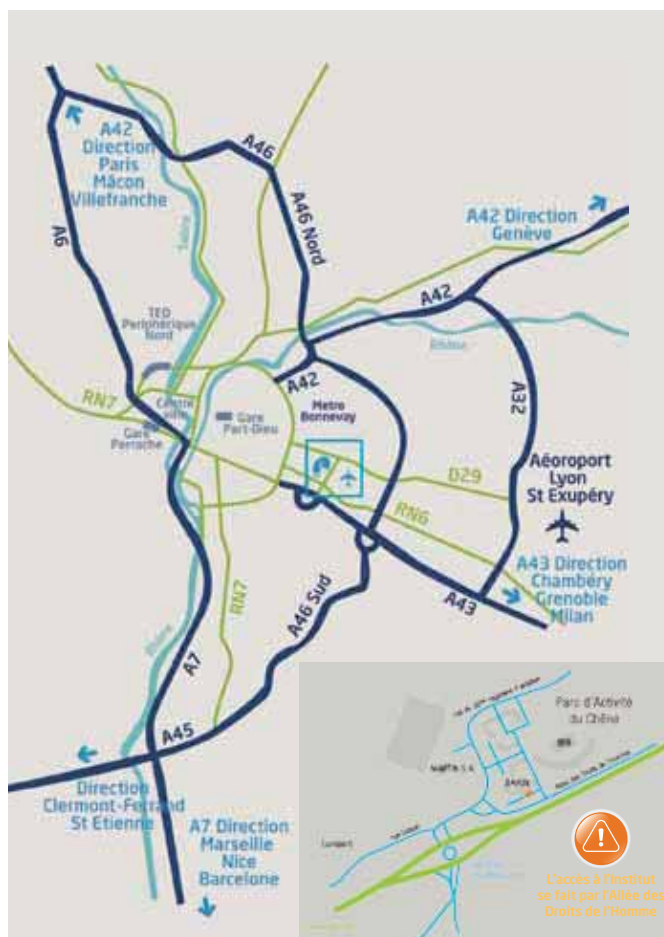 A46
A42
Direction
Paris
Mâcon
Villefranche
A6
Saône
A46 Nord
A42 Direction
Genève
A42
TEO
Periphérique
Nord
Rhône
A42
A32
RN7
Centre
ville
Gare
Perrache
Gare
Part-Dieu
Metro
Bonnevay
D29
Aéoroport
Lyon
St Exupéry
RN6
A43 Direction
Chambéry
Grenoble
Milan
A43
RN7
A46 Sud
Rhône
A7
A45
Direction
Clermont-Ferrand
St Etienne
A7 Direction
Marseille
Nice
Barcelone
Parc d'Activité
du Chêne
L'accès à l'Institut
se fait par l'Allée des
Droits de l'Homme